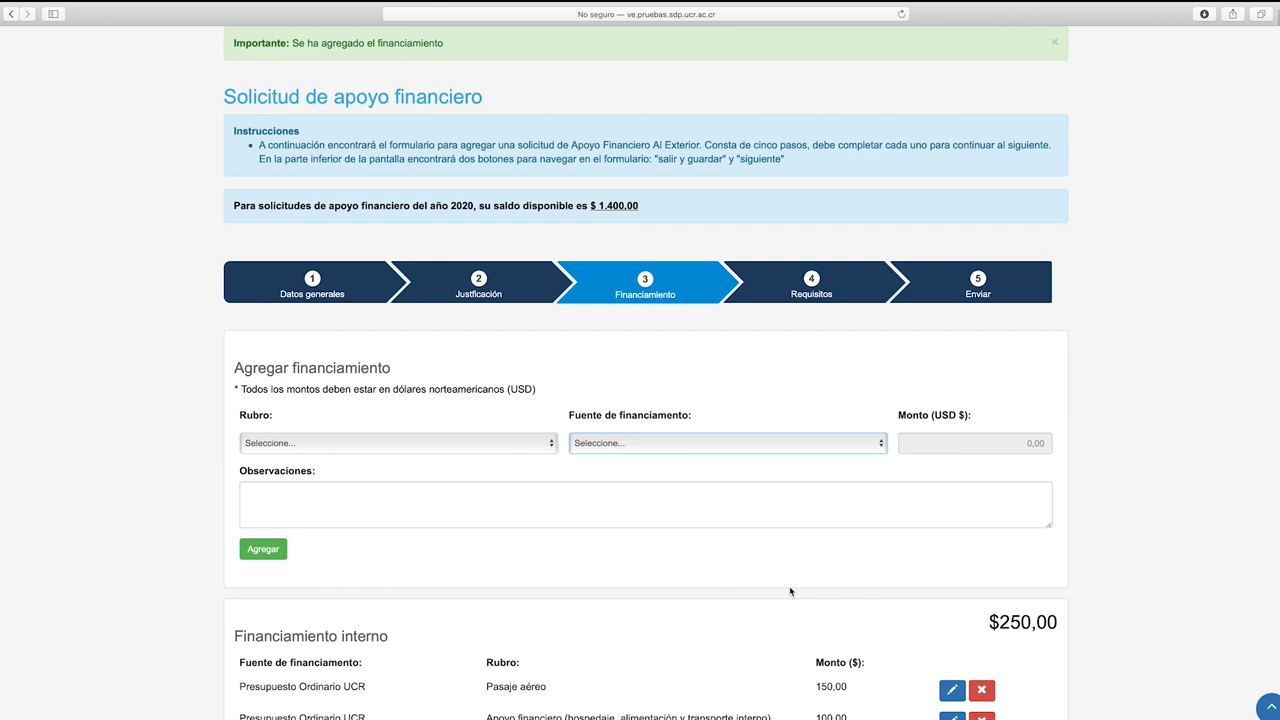 No seguro — ve.pruebas.sdp.ucr.ac.cr
Importante: Se ha agregado el financiamiento
×
Solicitud de apoyo financiero
Instrucciones
• A continuación encontrará el formulario para agregar una solicitud de Apoyo Financiero Al Exterior. Consta de cinco pasos, debe completar cada uno para continuar al siguiente.
En la parte inferior de la pantalla encontrará dos botones para navegar en el formulario: "salir y guardar" y "siguiente"
Para solicitudes de apoyo financiero del año 2020, su saldo disponible es $ 1.400,00
1 2 3 4 5
Datos generales Justficación Financiamiento Requisitos Enviar
Agregar financiamiento
* Todos los montos deben estar en dólares norteamericanos (USD)
Rubro: Fuente de financiamiento: Monto (USD $):
Seleccione... Seleccione... 0,00
Observaciones:
Agregar
$250,00
Financiamiento interno
Fuente de financiamiento: Rubro: Monto ($):
Presupuesto Ordinario UCR Pasaje aéreo 150,00
Presupuesto Ordinario UCR Apoyo financiero (hospedaje, alimentación y transporte interno) 100,00